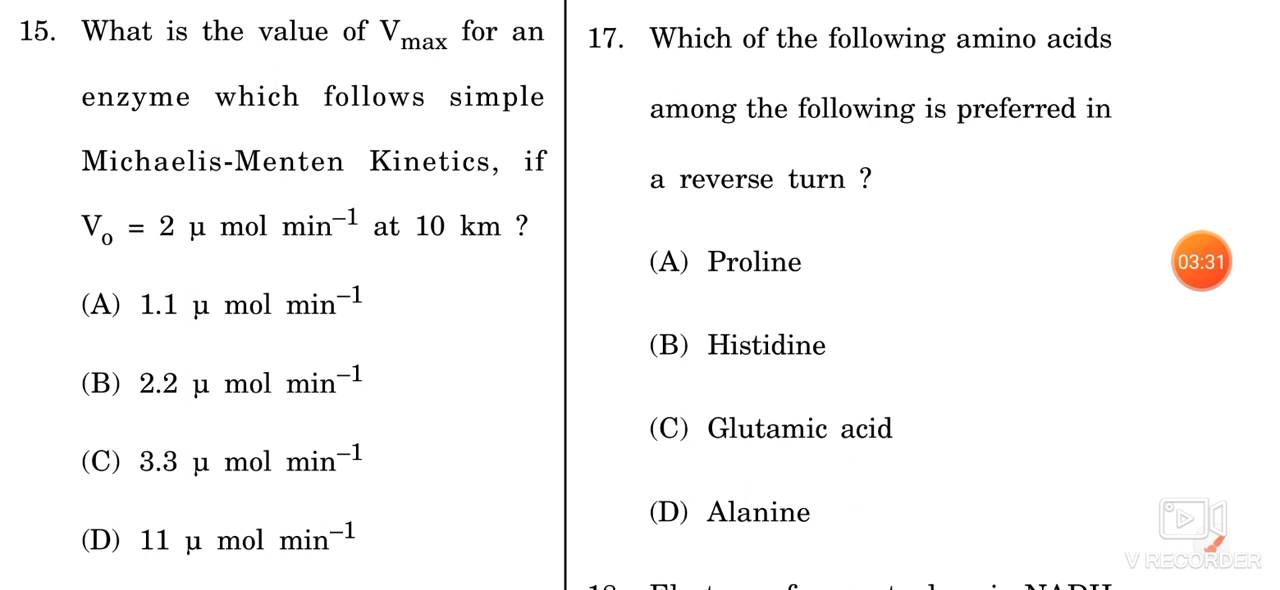 15. What is the value of Vmax for an
enzyme which follows simple
Michaelis-Menten Kinetics, if
Vo = 2 μ mol min⁻¹ at 10 km ?
(A) 1.1 μ mol min⁻¹
(B) 2.2 μ mol min⁻¹
(C) 3.3 μ mol min⁻¹
(D) 11 μ mol min⁻¹
17. Which of the following amino acids
among the following is preferred in
a reverse turn ?
(A) Proline
(B) Histidine
(C) Glutamic acid
(D) Alanine
03:31
V RECORDER